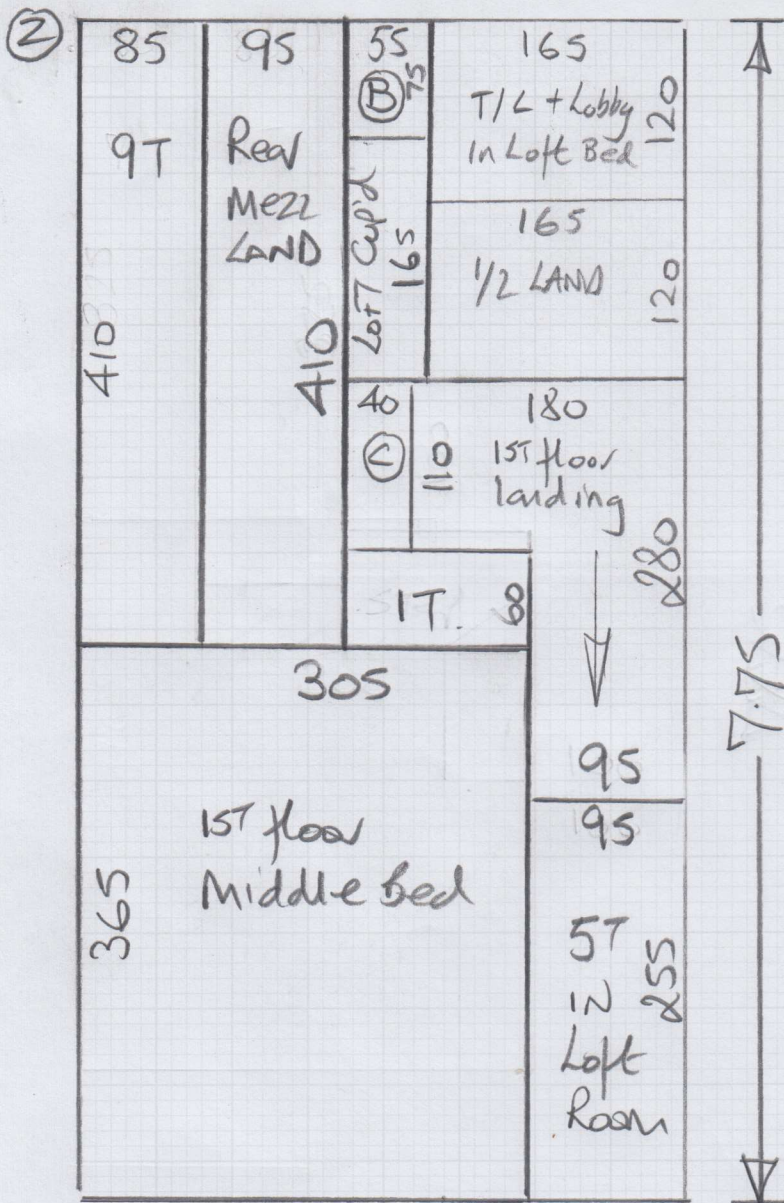 2
85
9T
410
95
Rear
Mezz
LAND
410
55
B
75
Loft Cup'd
165
165
T/L + Lobby
In Loft Bed
120
165
1/2 LAND
120
40
C
110
180
1ST floor
landing
280
1T.
60
95
305
1ST floor
Middle Bed
365
95
5T
in
Loft
Room
255
7.75